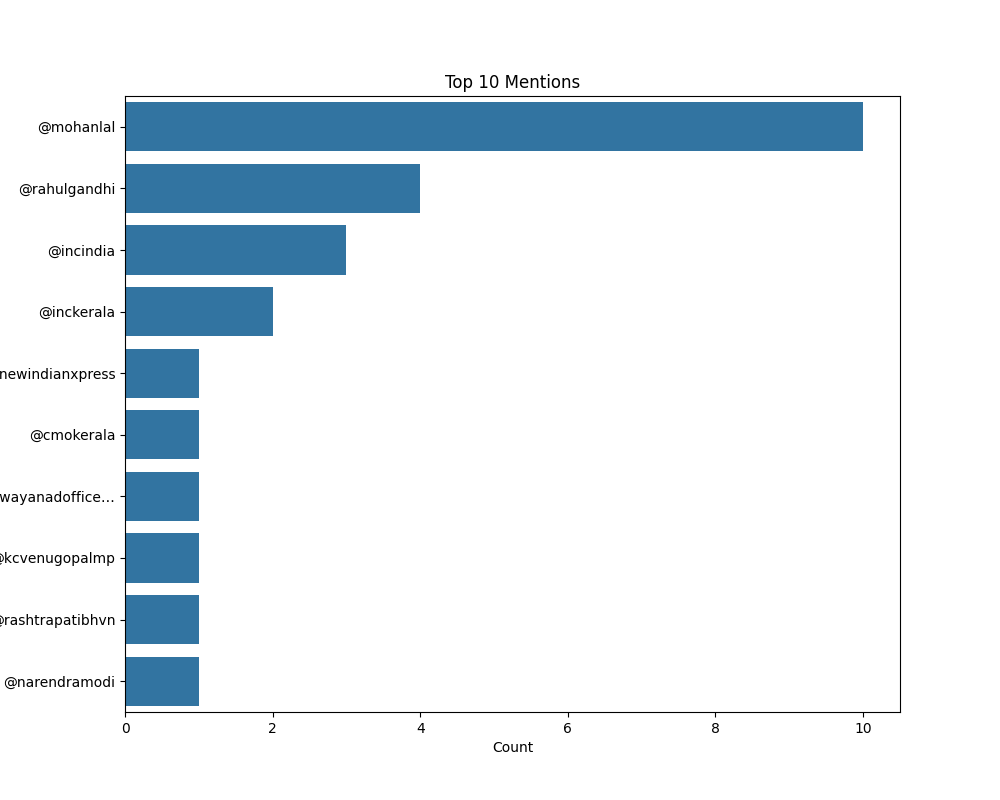 Top 10 Mentions
@mohanlal
@rahulgandhi
@incindia
@inckerala
newindianxpress
@cmokerala
wayanadoffice…
@kcvenugopalmp
@rashtrapatibhvn
@narendramodi
0 2 4 6 8 10
Count